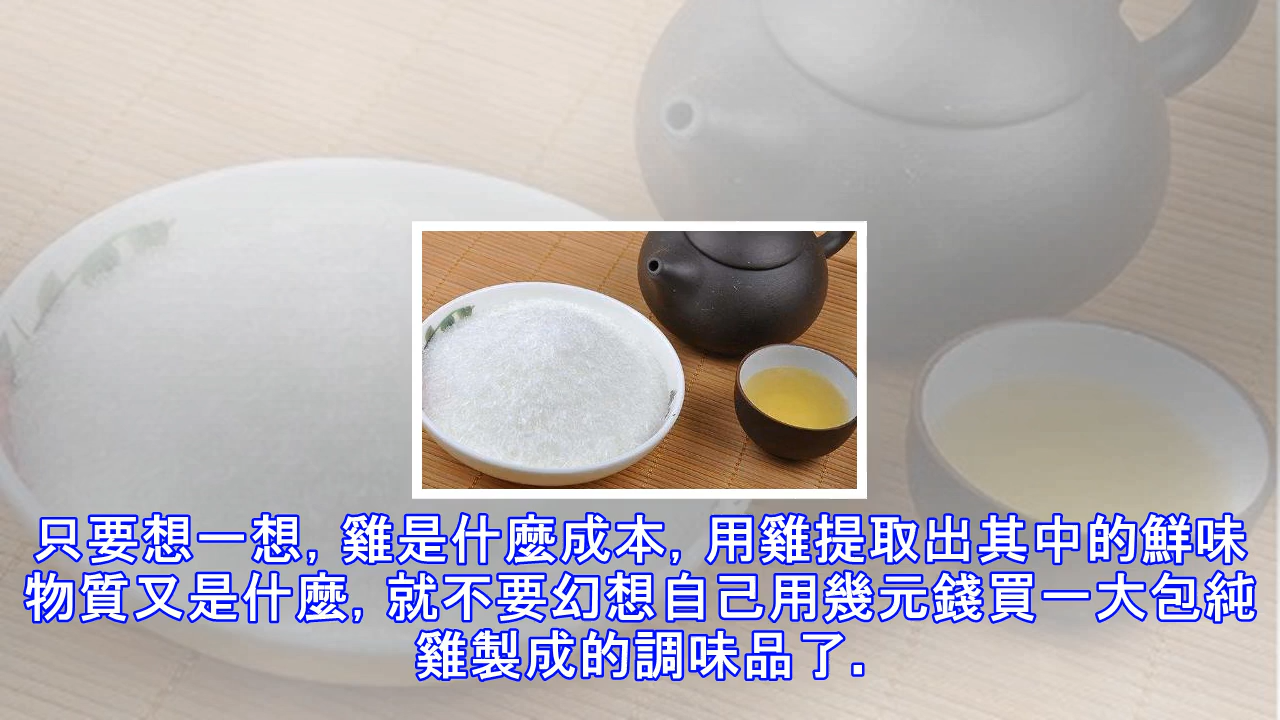 只要想一想, 雞是什麼成本, 用雞提取出其中的鮮味
物質又是什麼, 就不要幻想自己用幾元錢買一大包純
雞製成的調味品了.